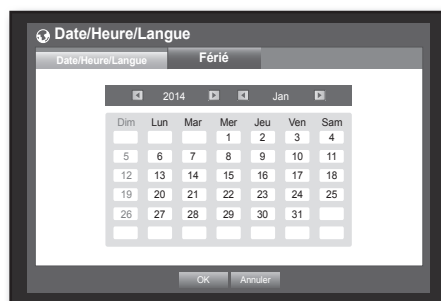 Date/Heure/Langue
Date/Heure/Langue Férié
2014 Jan
Dim Lun Mar Mer Jeu Ven Sam
1 2 3 4
5 6 7 8 9 10 11
12 13 14 15 16 17 18
19 20 21 22 23 24 25
26 27 28 29 30 31
OK Annuler